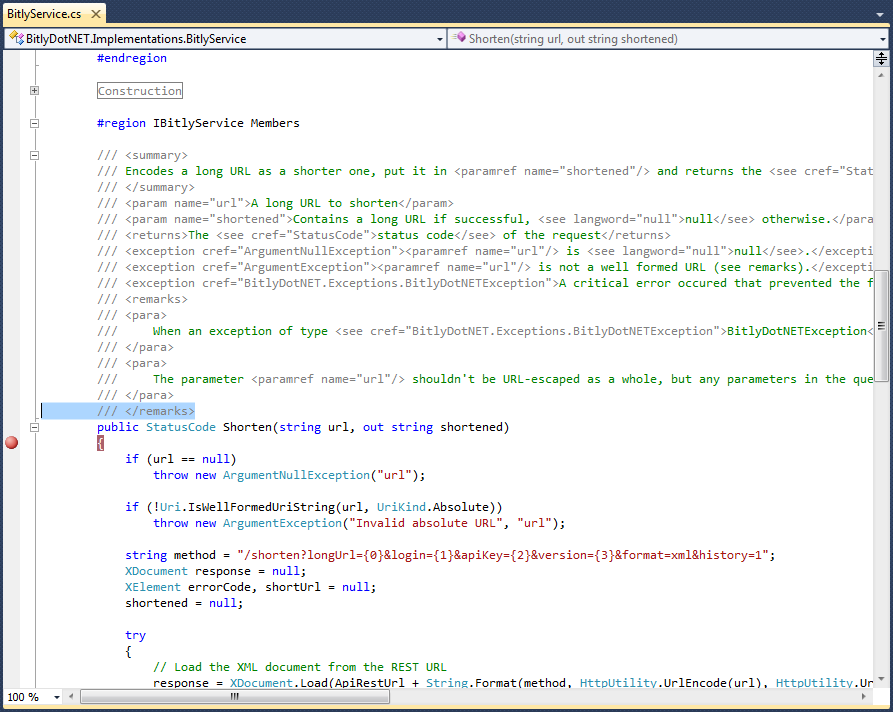 BitlyService.cs
BitlyDotNET.Implementations.BitlyService Shorten(string url, out string shortened)
#endregion
Construction
#region IBitlyService Members
/// <summary>
/// Encodes a long URL as a shorter one, put it in <paramref name="shortened"/> and returns the <see cref="Stat
/// </summary>
/// <param name="url">A long URL to shorten</param>
/// <param name="shortened">Contains a long URL if successful, <see langword="null">null</see> otherwise.</para
/// <returns>The <see cref="StatusCode">status code</see> of the request</returns>
/// <exception cref="ArgumentNullException"><paramref name="url"/> is <see langword="null">null</see>.</excepti
/// <exception cref="ArgumentException"><paramref name="url"/> is not a well formed URL (see remarks).</excepti
/// <exception cref="BitlyDotNET.Exceptions.BitlyDotNETException">A critical error occured that prevented the f
/// <remarks>
/// <para>
///     When an exception of type <see cref="BitlyDotNET.Exceptions.BitlyDotNETException">BitlyDotNETException<
/// </para>
/// <para>
///     The parameter <paramref name="url"/> shouldn't be URL-escaped as a whole, but any parameters in the que
/// </para>
/// </remarks>
public StatusCode Shorten(string url, out string shortened)
{
if (url == null)
throw new ArgumentNullException("url");
if (!Uri.IsWellFormedUriString(url, UriKind.Absolute))
throw new ArgumentException("Invalid absolute URL", "url");
string method = "/shorten?longUrl={0}&login={1}&apiKey={2}&version={3}&format=xml&history=1";
XDocument response = null;
XElement errorCode, shortUrl = null;
shortened = null;
try
{
// Load the XML document from the REST URL
response = XDocument.Load(ApiRestUrl + String.Format(method, HttpUtility.UrlEncode(url), HttpUtility.Ur
100 %